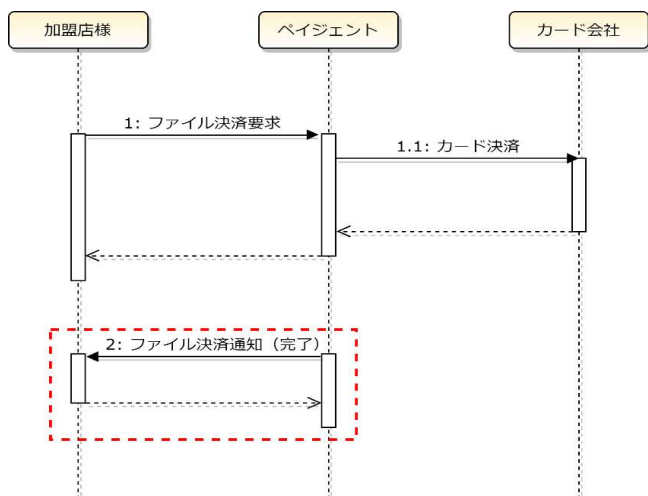 加盟店様
ペイジェント
カード会社
1: ファイル決済要求
1.1: カード決済
2: ファイル決済通知（完了）